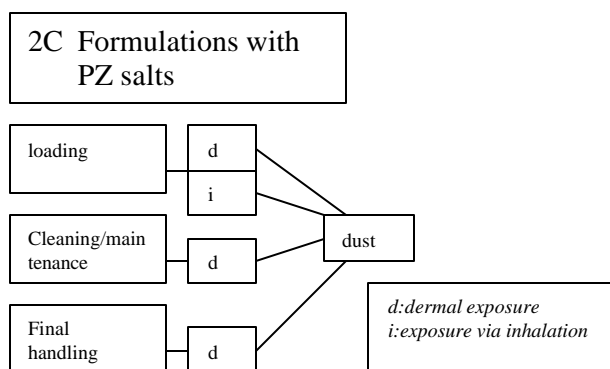 2C Formulations with
PZ salts
loading
d
i
Cleaning/main
tenance
d
dust
Final
handling
d
d:dermal exposure
i:exposure via inhalation